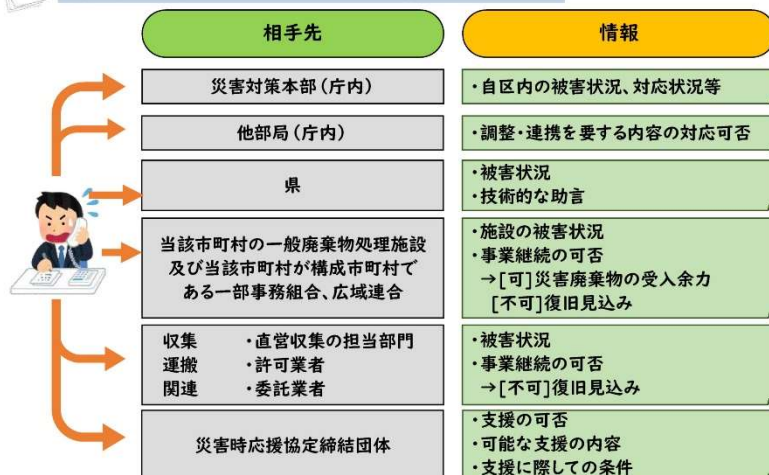 相手先
情報
災害対策本部（庁内）
・自区内の被害状況、対応状況等
他部局（庁内）
・調整・連携を要する内容の対応可否
県
・被害状況
・技術的な助言
当該市町村の一般廃棄物処理施設
及び当該市町村が構成市町村で
ある一部事務組合、広域連合
・施設の被害状況
・事業継続の可否
→[可]災害廃棄物の受入余力
[不可]復旧見込み
収集　・直営収集の担当部門
運搬　・許可業者
関連　・委託業者
・被害状況
・事業継続の可否
→[不可]復旧見込み
災害時応援協定締結団体
・支援の可否
・可能な支援の内容
・支援に際しての条件